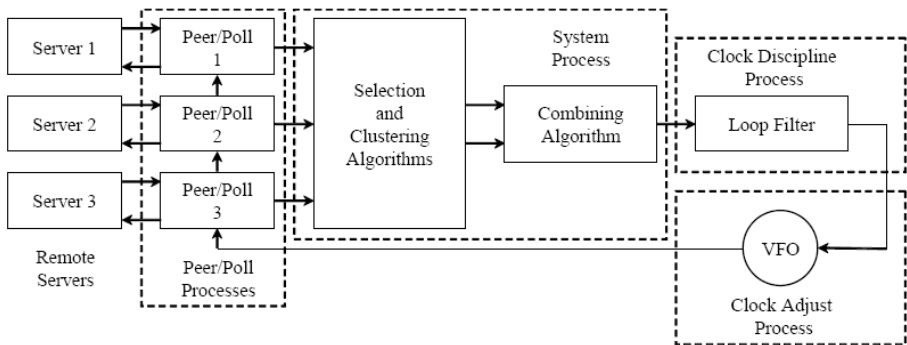 Server 1
Server 2
Server 3
Remote
Servers
Peer/Poll
1
Peer/Poll
2
Peer/Poll
3
Peer/Poll
Processes
Selection
and
Clustering
Algorithms
System
Process
Combining
Algorithm
Clock Discipline
Process
Loop Filter
VFO
Clock Adjust
Process